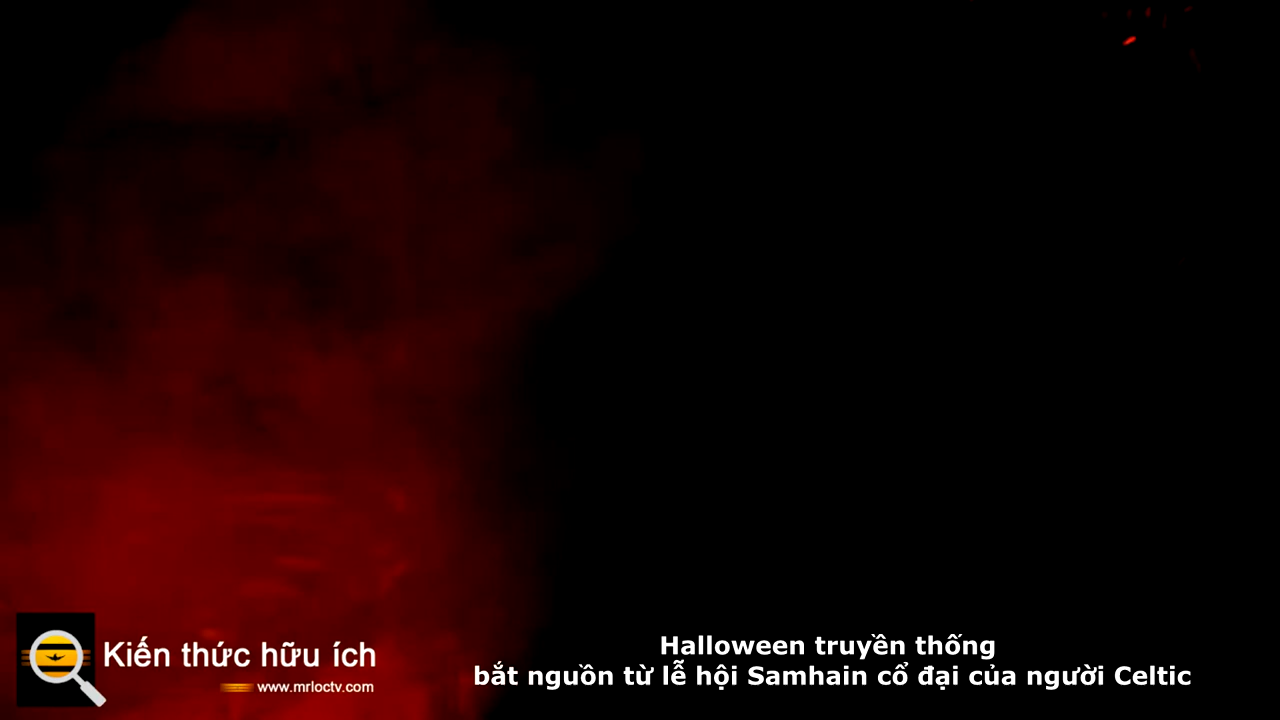 Kiến thức hữu ích
www.mrloctv.com
Halloween truyền thống
bắt nguồn từ lễ hội Samhain cổ đại của người Celtic